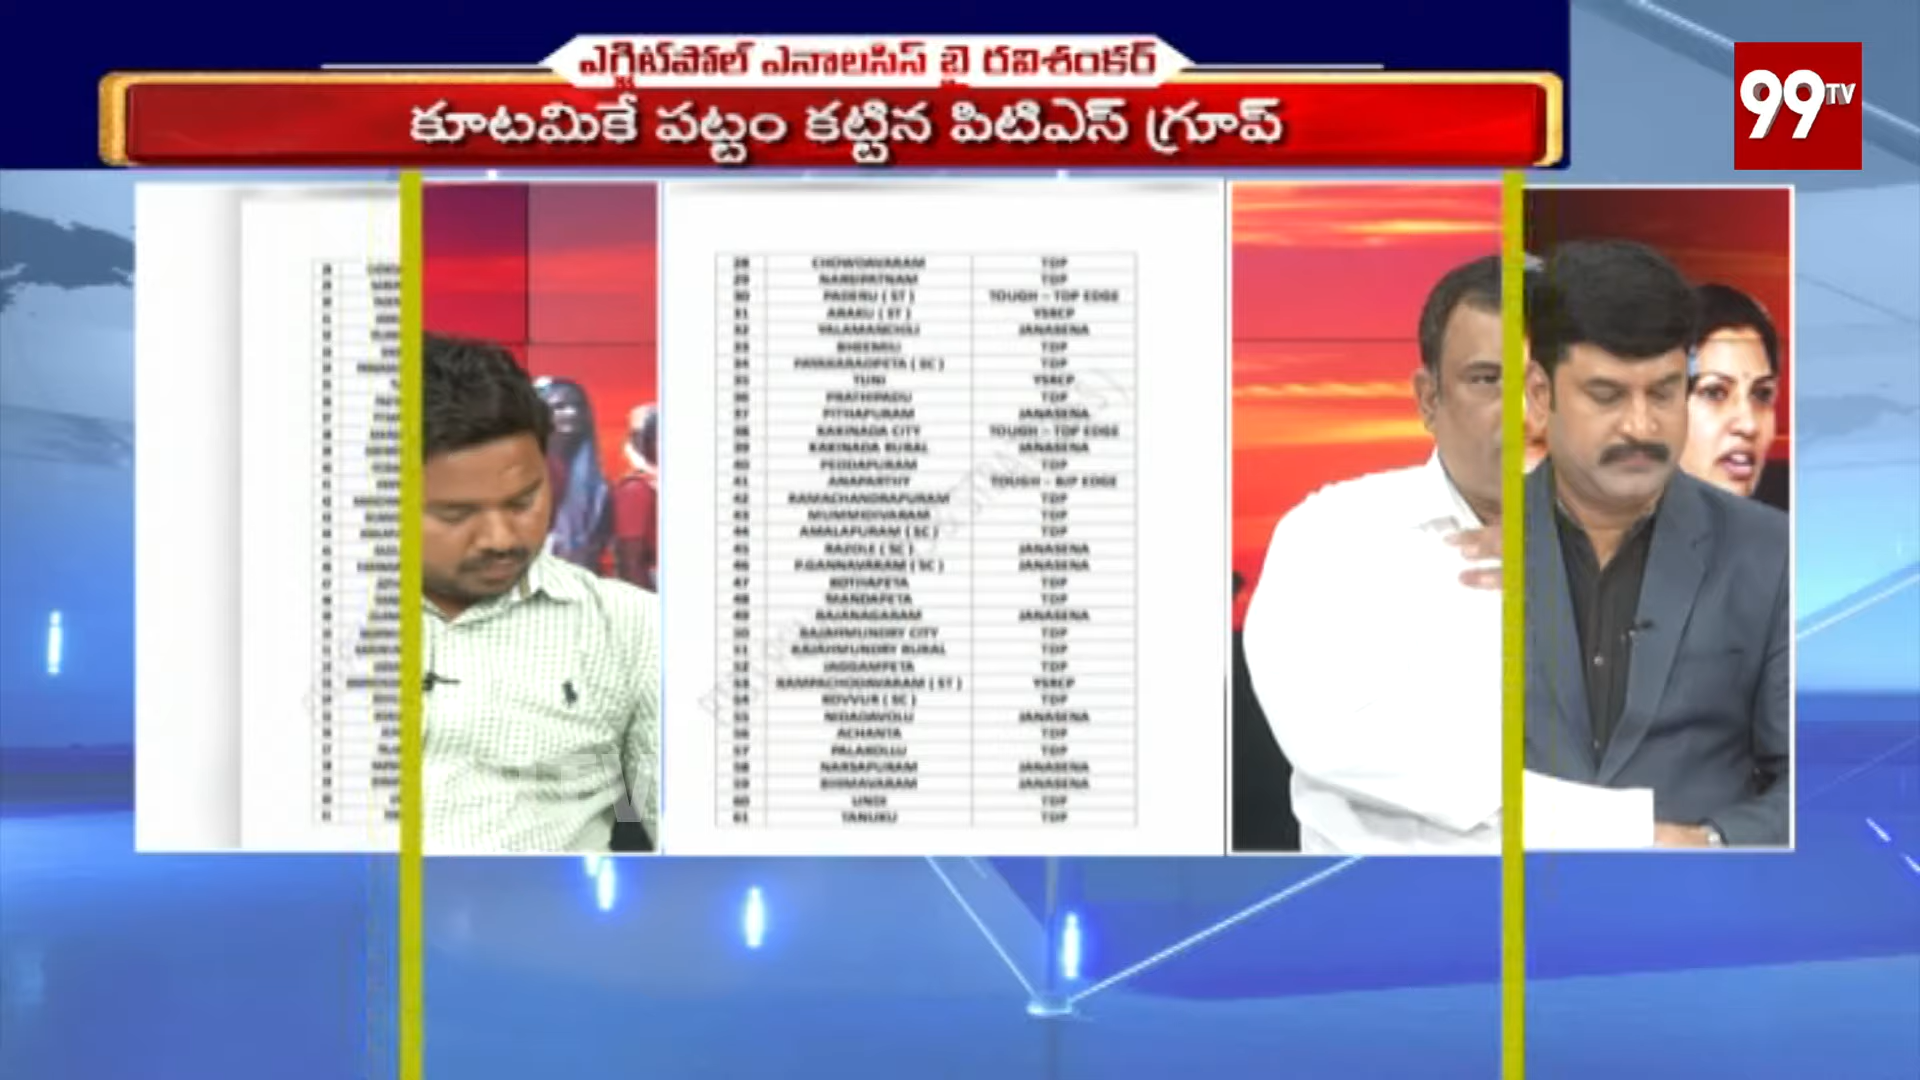 ఎగ్జిట్‌పోల్ ఎనాలసిస్ బై రవిశంకర్
కూటమికే పట్టం కట్టిన పిటిఎస్ గ్రూప్
99TV
28 CHOWDAVARAM TDP
29 NARSIPATNAM TDP
30 PADERU ( ST ) TOUGH – TDP EDGE
31 ARAKU ( ST ) YSRCP
32 YALAMANCHILI JANASENA
33 BHEEMILI TDP
34 PAYAKARAOPETA ( SC ) TDP
35 TUNI YSRCP
36 PRATHIPADU TDP
37 PITHAPURAM JANASENA
38 KAKINADA CITY TOUGH – TDP EDGE
39 KAKINADA RURAL JANASENA
40 PEDDAPURAM TDP
41 ANAPARTHY TOUGH – BJP EDGE
42 RAMACHANDRAPURAM TDP
43 MUMMIDIVARAM TDP
44 AMALAPURAM ( SC ) TDP
45 RAZOLE ( SC ) JANASENA
46 P.GANNAVARAM ( SC ) JANASENA
47 KOTHAPETA TDP
48 MANDAPETA TDP
49 RAJANAGARAM JANASENA
50 RAJAHMUNDRY CITY TDP
51 RAJAHMUNDRY RURAL TDP
52 JAGGAMPETA TDP
53 RAMPACHODAVARAM ( ST ) YSRCP
54 KOVVUR ( SC ) TDP
55 NIDADAVOLU JANASENA
56 ACHANTA TDP
57 PALAKOLLU TDP
58 NARSAPURAM JANASENA
59 BHIMAVARAM JANASENA
60 UNDI TDP
61 TANUKU TDP